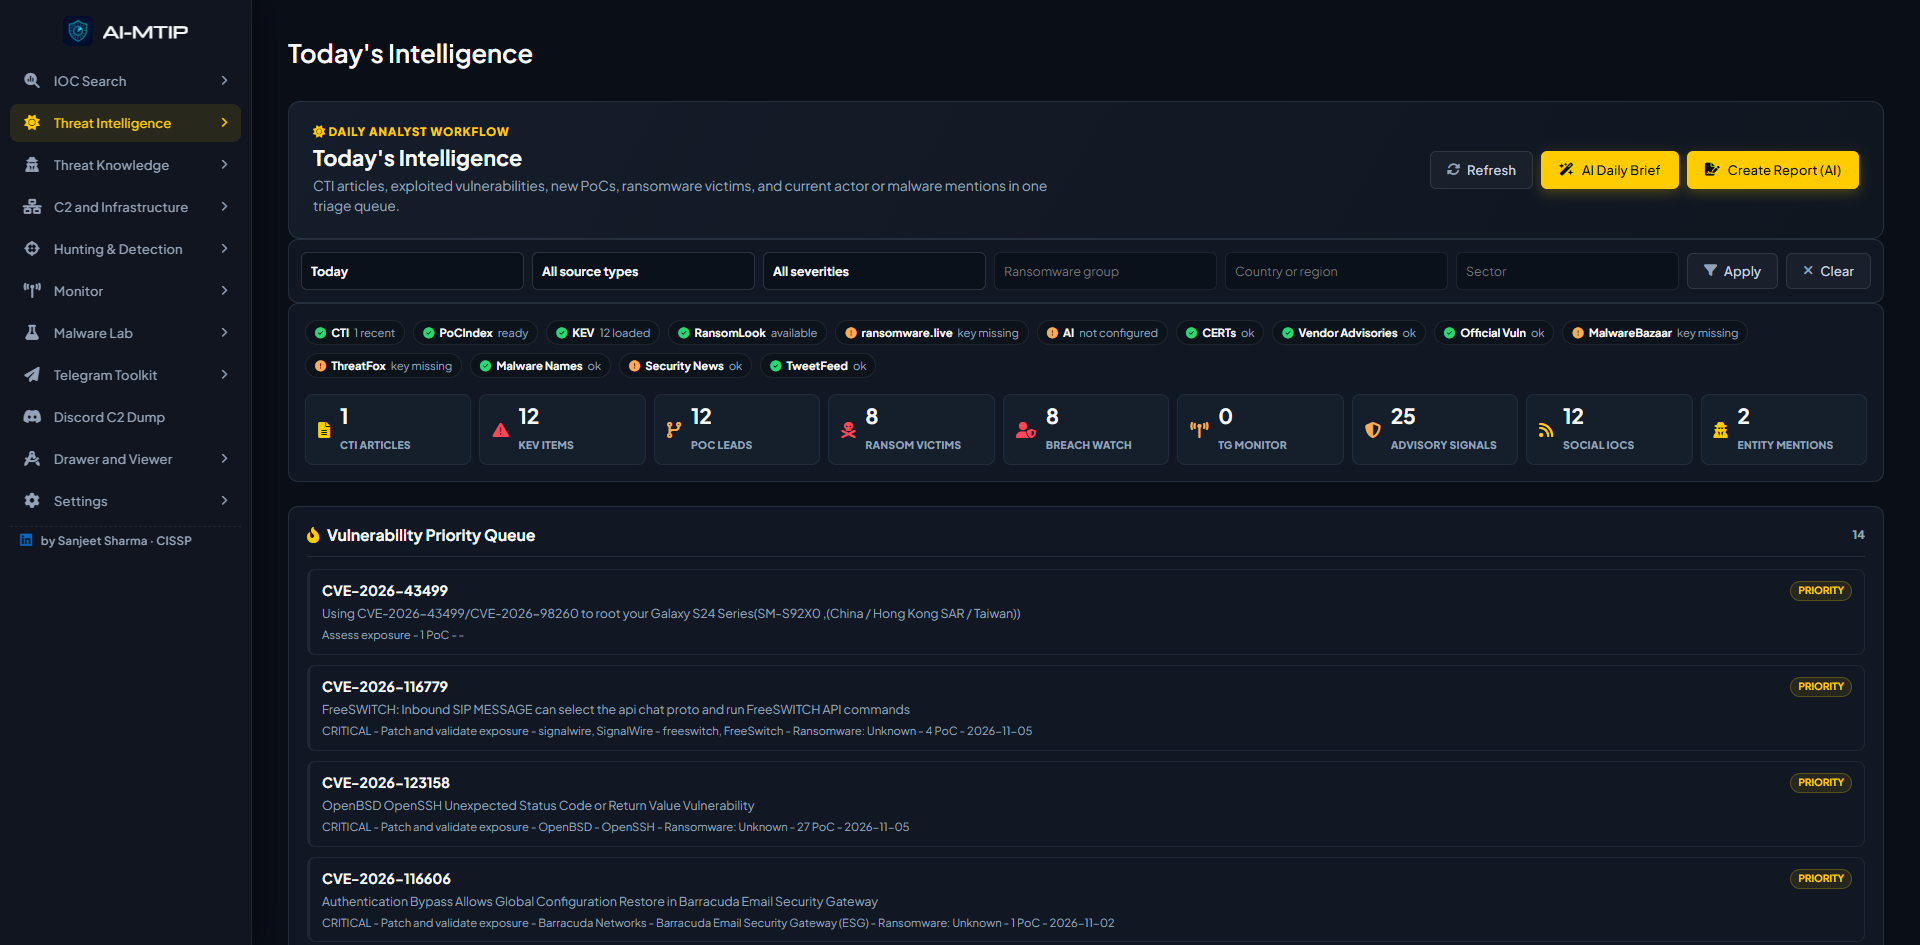 AI-MTIP
IOC Search
Threat Intelligence
Threat Knowledge
C2 and Infrastructure
Hunting & Detection
Monitor
Malware Lab
Telegram Toolkit
Discord C2 Dump
Drawer and Viewer
Settings
by Sanjeet Sharma · CISSP
Today's Intelligence
DAILY ANALYST WORKFLOW
Today's Intelligence
CTI articles, exploited vulnerabilities, new PoCs, ransomware victims, and current actor or malware mentions in one
triage queue.
Refresh
AI Daily Brief
Create Report (AI)
Today
All source types
All severities
Ransomware group
Country or region
Sector
Apply
Clear
CTI 1 recent
PoCIndex ready
KEV 12 loaded
RansomLook available
ransomware.live key missing
AI not configured
CERTs ok
Vendor Advisories ok
Official Vuln ok
MalwareBazaar key missing
ThreatFox key missing
Malware Names ok
Security News ok
TweetFeed ok
1
CTI ARTICLES
12
KEV ITEMS
12
POC LEADS
8
RANSOM VICTIMS
8
BREACH WATCH
0
TG MONITOR
25
ADVISORY SIGNALS
12
SOCIAL IOCS
2
ENTITY MENTIONS
Vulnerability Priority Queue
14
CVE-2026-43499
PRIORITY
Using CVE-2026-43499/CVE-2026-98260 to root your Galaxy S24 Series(SM-S92X0 ,(China / Hong Kong SAR / Taiwan))
Assess exposure - 1 PoC - -
CVE-2026-116779
PRIORITY
FreeSWITCH: Inbound SIP MESSAGE can select the api chat proto and run FreeSWITCH API commands
CRITICAL - Patch and validate exposure - signalwire, SignalWire - freeswitch, FreeSwitch - Ransomware: Unknown - 4 PoC - 2026-11-05
CVE-2026-123158
PRIORITY
OpenBSD OpenSSH Unexpected Status Code or Return Value Vulnerability
CRITICAL - Patch and validate exposure - OpenBSD - OpenSSH - Ransomware: Unknown - 27 PoC - 2026-11-05
CVE-2026-116606
PRIORITY
Authentication Bypass Allows Global Configuration Restore in Barracuda Email Security Gateway
CRITICAL - Patch and validate exposure - Barracuda Networks - Barracuda Email Security Gateway (ESG) - Ransomware: Unknown - 1 PoC - 2026-11-02